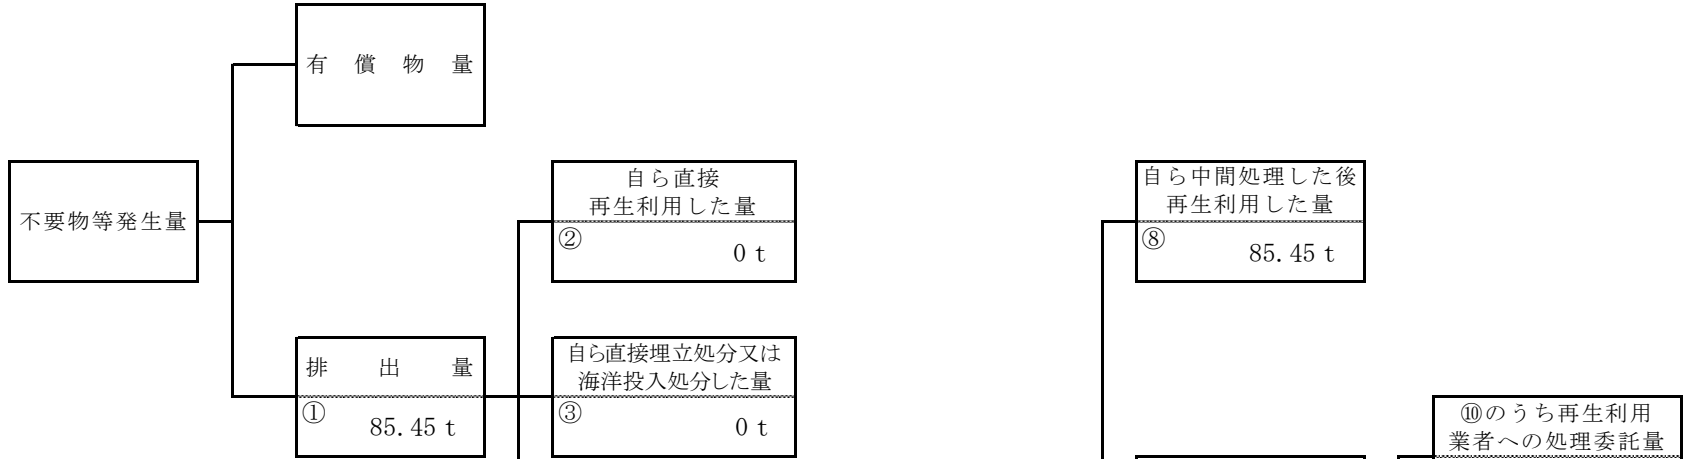 有償物量
不要物等発生量
自ら直接
再生利用した量
② 0 t
自ら中間処理した後
再生利用した量
⑧ 85.45 t
排出量
① 85.45 t
自ら直接埋立処分又は
海洋投入処分した量
③ 0 t
⑩のうち再生利用
業者への処理委託量